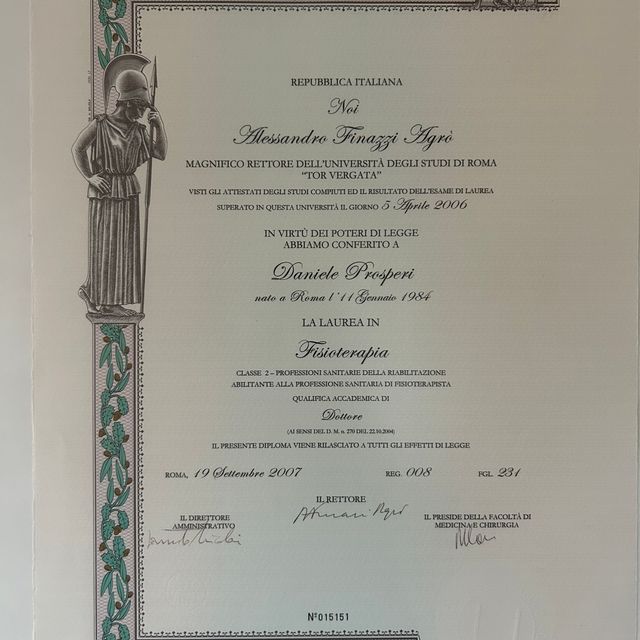 REPUBBLICA ITALIANA
Noi
Alessandro Finazzi Agrò
MAGNIFICO RETTORE DELL'UNIVERSITÀ DEGLI STUDI DI ROMA
"TOR VERGATA"
VISTI GLI ATTESTATI DEGLI STUDI COMPIUTI ED IL RISULTATO DELL'ESAME DI LAUREA
SUPERATO IN QUESTA UNIVERSITÀ IL GIORNO 5 Aprile 2006
IN VIRTÙ DEI POTERI DI LEGGE
ABBIAMO CONFERITO A
Daniele Prosperi
nato a Roma l'11 Gennaio 1984
LA LAUREA IN
Fisioterapia
CLASSE 2 – PROFESSIONI SANITARIE DELLA RIABILITAZIONE
ABILITANTE ALLA PROFESSIONE SANITARIA DI FISIOTERAPISTA
QUALIFICA ACCADEMICA DI
Dottore
(AI SENSI DEL D. M. n. 270 DEL 22.10.2004)
IL PRESENTE DIPLOMA VIENE RILASCIATO A TUTTI GLI EFFETTI DI LEGGE
ROMA, 19 Settembre 2007 REG. 008 FGL. 231
IL RETTORE
IL DIRETTORE
AMMINISTRATIVO
IL PRESIDE DELLA FACOLTÀ DI
MEDICINA E CHIRURGIA
N° 015151